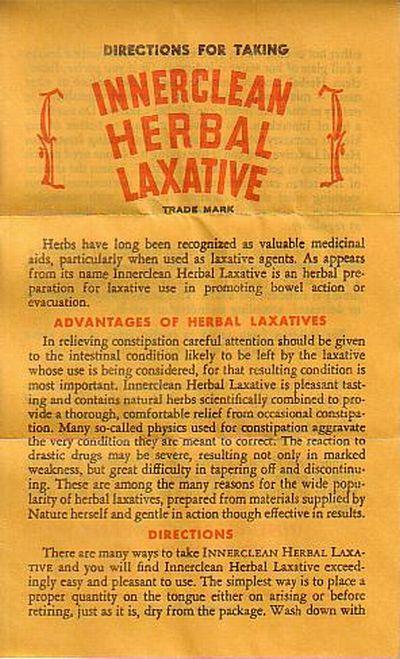 DIRECTIONS FOR TAKING
INNERCLEAN
HERBAL
LAXATIVE
TRADE MARK
Herbs have long been recognized as valuable medicinal
aids, particularly when used as laxative agents. As appears
from its name Innerclean Herbal Laxative is an herbal pre-
paration for laxative use in promoting bowel action or
evacuation.
ADVANTAGES OF HERBAL LAXATIVES
In relieving constipation careful attention should be given
to the intestinal condition likely to be left by the laxative
whose use is being considered, for that resulting condition is
most important. Innerclean Herbal Laxative is pleasant tast-
ing and contains natural herbs scientifically combined to pro-
vide a thorough, comfortable relief from occasional constipa-
tion. Many so-called physics used for constipation aggravate
the very condition they are meant to correct. The reaction to
drastic drugs may be severe, resulting not only in marked
weakness, but great difficulty in tapering off and discontinu-
ing. These are among the many reasons for the wide popu-
larity of herbal laxatives, prepared from materials supplied by
Nature herself and gentle in action though effective in results.
DIRECTIONS
There are many ways to take INNERCLEAN HERBAL LAXA-
TIVE and you will find Innerclean Herbal Laxative exceed-
ingly easy and pleasant to use. The simplest way is to place a
proper quantity on the tongue either on arising or before
retiring, just as it is, dry from the package. Wash down with